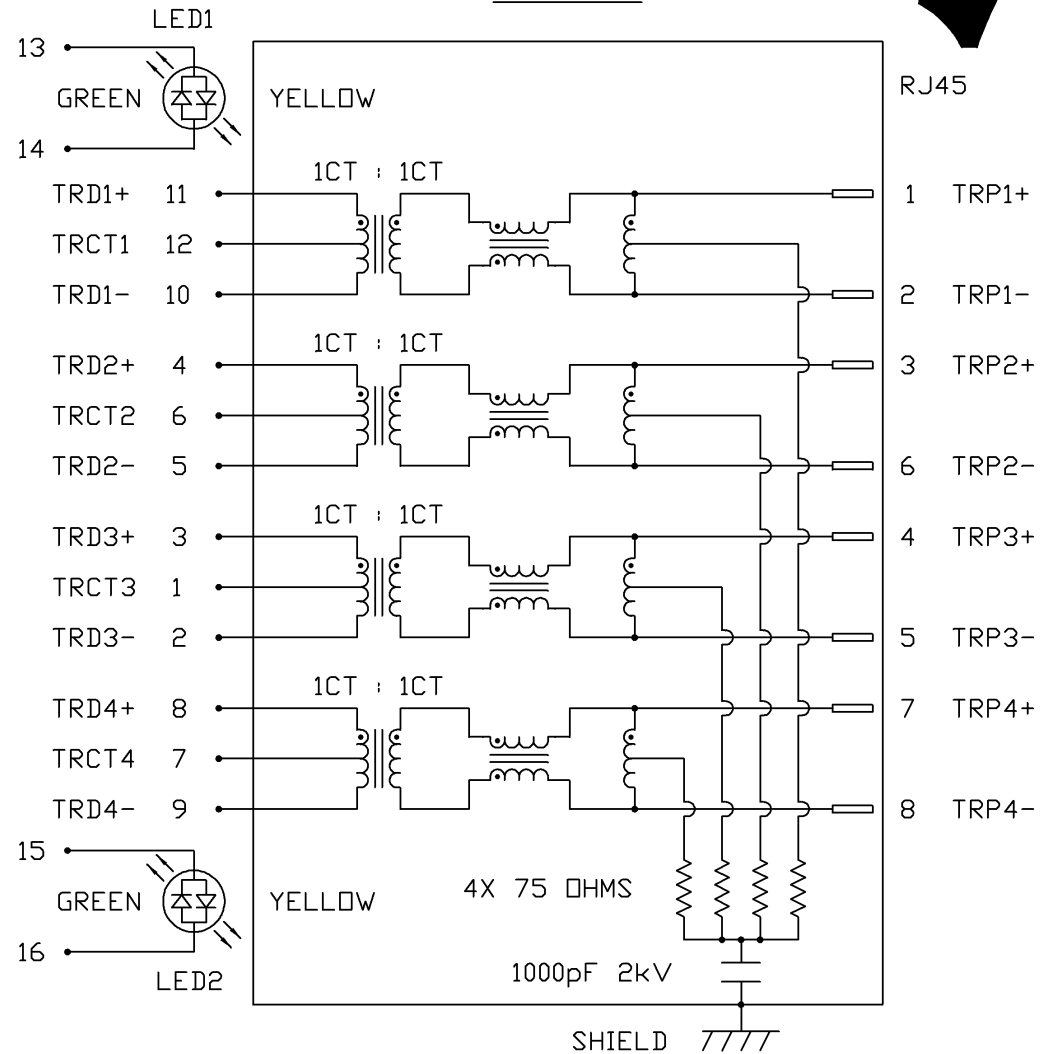 LED1
13
GREEN YELLOW
RJ45
14
1CT : 1CT
TRD1+ 11 1 TRP1+
TRCT1 12
TRD1- 10 2 TRP1-
1CT : 1CT
TRD2+ 4 3 TRP2+
TRCT2 6
TRD2- 5 6 TRP2-
1CT : 1CT
TRD3+ 3 4 TRP3+
TRCT3 1
TRD3- 2 5 TRP3-
1CT : 1CT
TRD4+ 8 7 TRP4+
TRCT4 7
TRD4- 9 8 TRP4-
15
GREEN YELLOW
4X 75 OHMS
16
LED2
1000pF 2kV
SHIELD